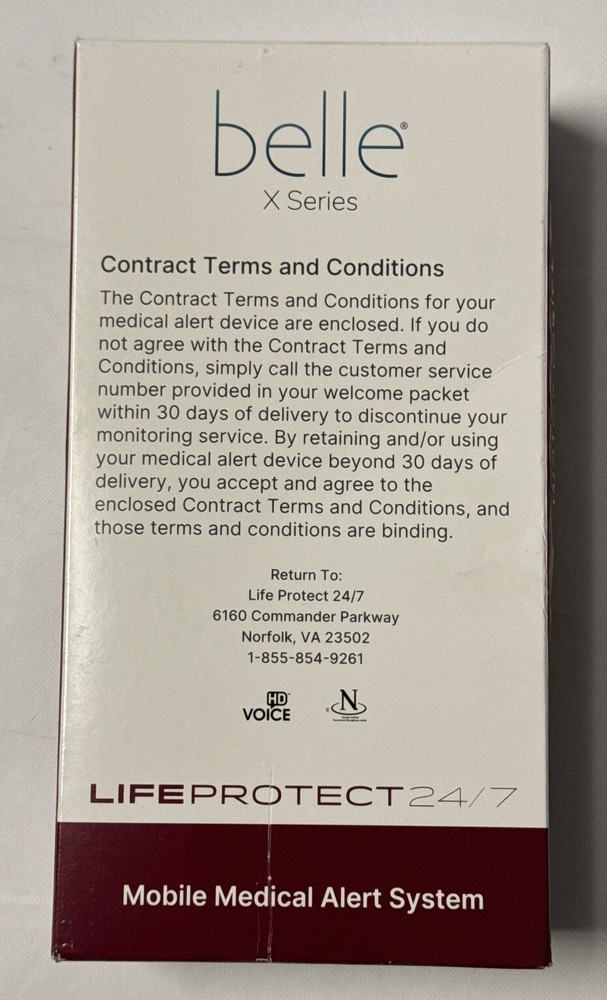 belle®
X Series
Contract Terms and Conditions
The Contract Terms and Conditions for your
medical alert device are enclosed. If you do
not agree with the Contract Terms and
Conditions, simply call the customer service
number provided in your welcome packet
within 30 days of delivery to discontinue your
monitoring service. By retaining and/or using
your medical alert device beyond 30 days of
delivery, you accept and agree to the
enclosed Contract Terms and Conditions, and
those terms and conditions are binding.
Return To:
Life Protect 24/7
6160 Commander Parkway
Norfolk, VA 23502
1-855-854-9261
HD
VOICE
N
LIFEPROTECT24/7
Mobile Medical Alert System